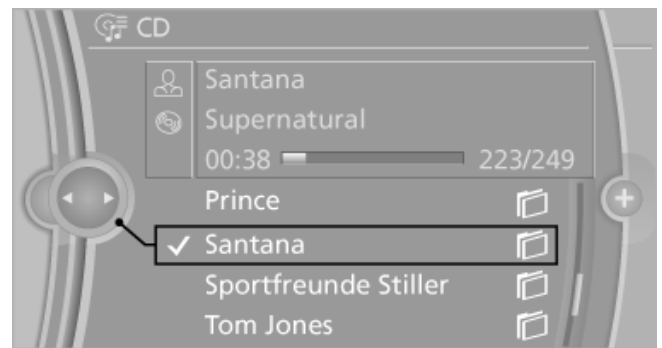 CD
Santana
Supernatural
00:38 223/249
Prince
Santana
Sportfreunde Stiller
Tom Jones